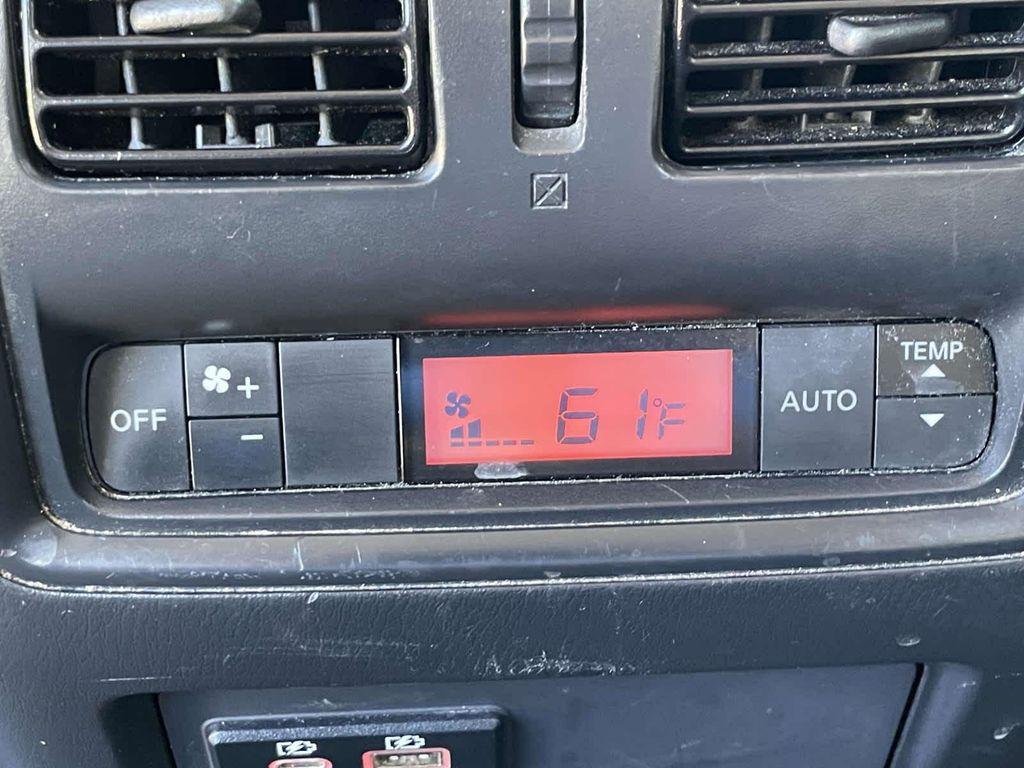 OFF + - 61°F AUTO TEMP